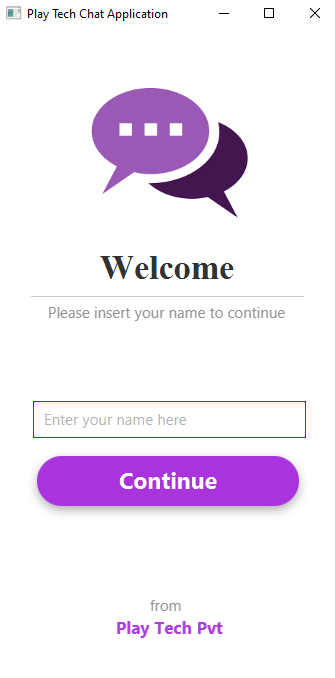 Play Tech Chat Application
Welcome
Please insert your name to continue
Enter your name here
Continue
from
Play Tech Pvt